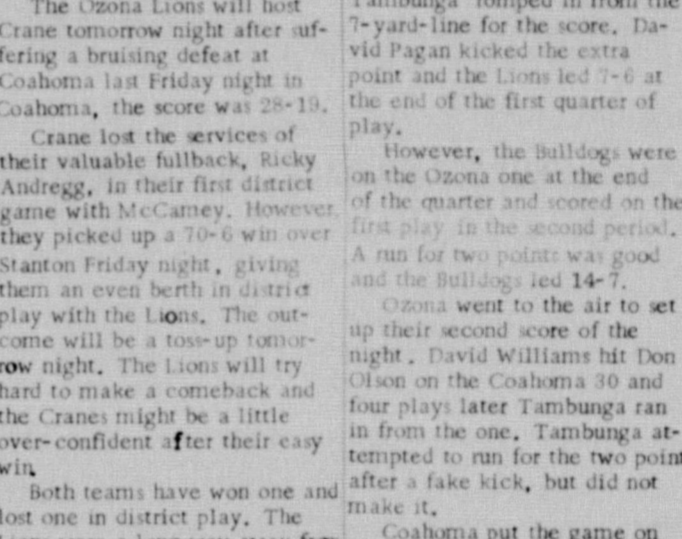 The Ozona Lions will host
Crane tomorrow night after suf-
fering a bruising defeat at
Coahoma last Friday night in
Coahoma, the score was 28-19.
Crane lost the services of
their valuable fullback, Ricky
Andregg, in their first district
game with McCamey. However,
they picked up a 70-6 win over
Stanton Friday night, giving
them an even berth in district
play with the Lions. The out-
come will be a toss-up tomor-
row night. The Lions will try
hard to make a comeback and
the Cranes might be a little
over-confident after their easy
win.
Both teams have won one and
lost one in district play. The
Tambunga romped in from the
7-yard-line for the score. Da-
vid Pagan kicked the extra
point and the Lions led 7-6 at
the end of the first quarter of
play.
However, the Bulldogs were
on the Ozona one at the end
of the quarter and scored on the
first play in the second period.
A run for two points was good
and the Bulldogs led 14-7.
Ozona went to the air to set
up their second score of the
night. David Williams hit Don
Olson on the Coahoma 30 and
four plays later Tambunga ran
in from the one. Tambunga at-
tempted to run for the two point
after a fake kick, but did not
make it.
Coahoma put the game on